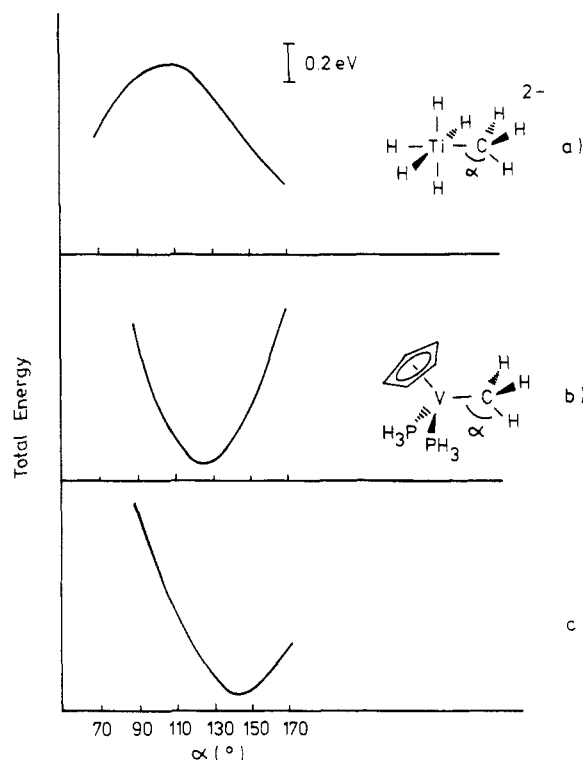 0.2 eV
2-
H
H H H
H Ti C
H α H
H
a)
Total Energy
H
V C H
α H
PH₃
H₃P
b)
c
70 90 110 130 150 170
α (°)